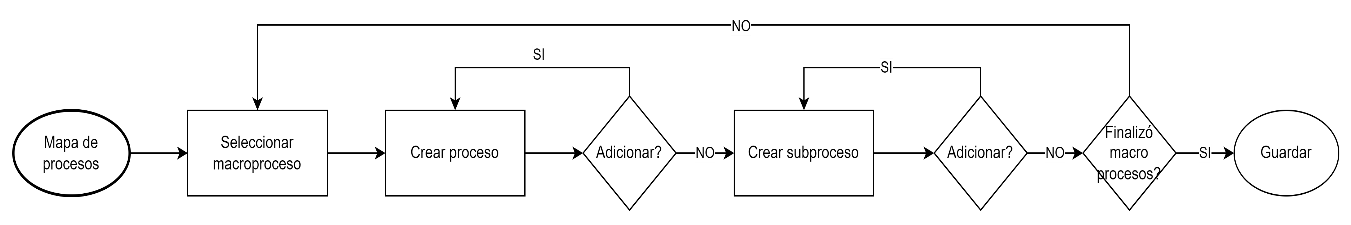 NO
SI
SI
Mapa de
procesos
Seleccionar
macroproceso
Crear proceso
Adicionar?
NO
Crear subproceso
Adicionar?
NO
Finalizó
macro
procesos?
SI
Guardar